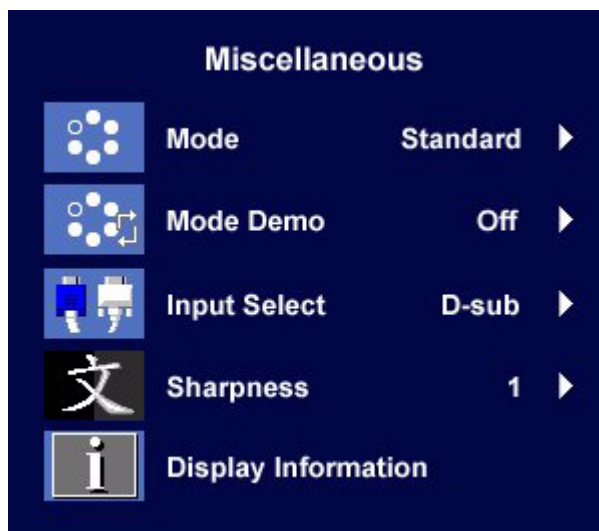 Miscellaneous
Mode Standard
Mode Demo Off
Input Select D-sub
文 Sharpness 1
i Display Information